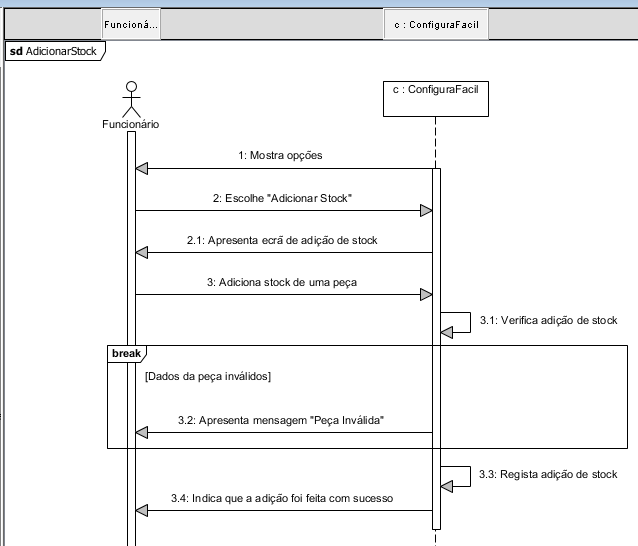 Funcioná...
c : ConfiguraFacil
sd AdicionarStock
c : ConfiguraFacil
Funcionário
1: Mostra opções
2: Escolhe "Adicionar Stock"
2.1: Apresenta ecrã de adição de stock
3: Adiciona stock de uma peça
3.1: Verifica adição de stock
break
[Dados da peça inválidos]
3.2: Apresenta mensagem "Peça Inválida"
3.3: Regista adição de stock
3.4: Indica que a adição foi feita com sucesso